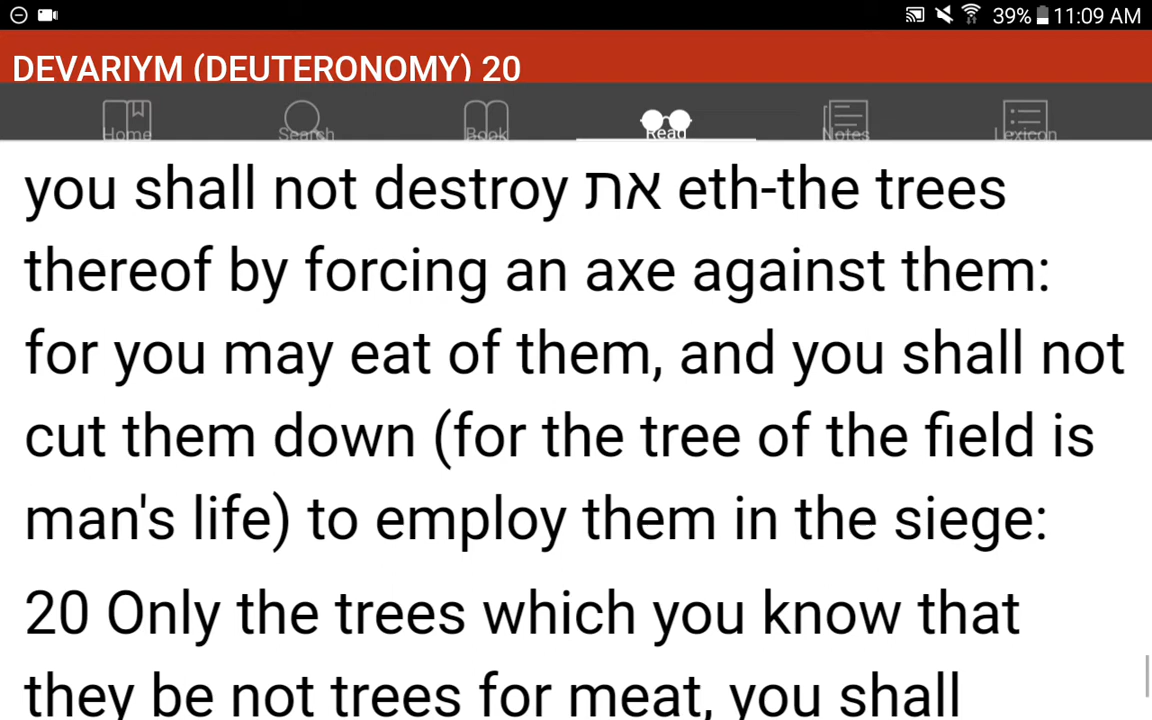 39% 11:09 AM
DEVARIYM (DEUTERONOMY) 20
Home Search Book Read Notes Lexicon
you shall not destroy את eth-the trees
thereof by forcing an axe against them:
for you may eat of them, and you shall not
cut them down (for the tree of the field is
man's life) to employ them in the siege:
20 Only the trees which you know that
they be not trees for meat, you shall